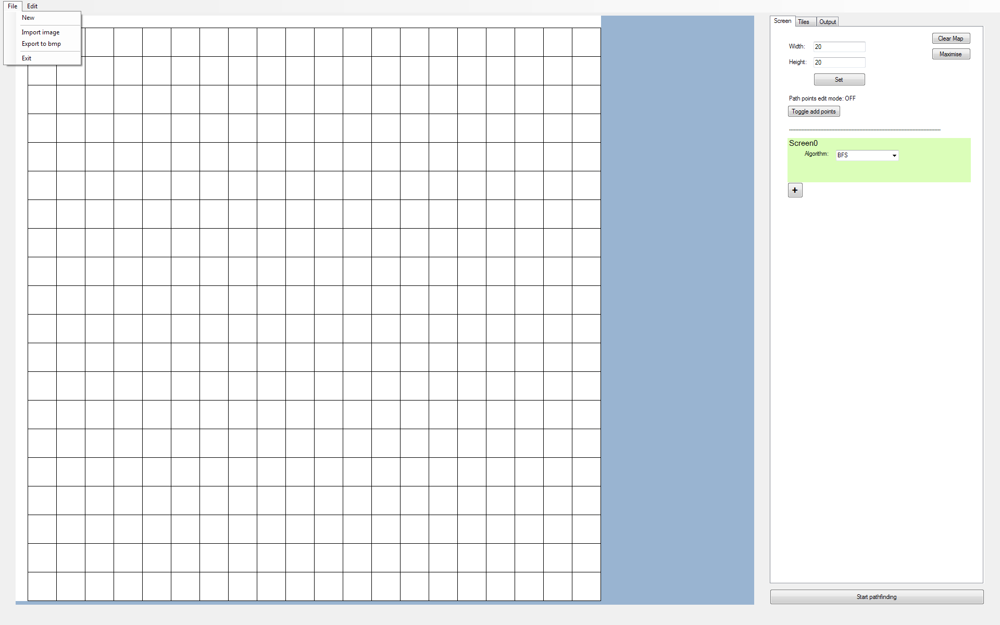 File Edit
New
Import image
Export to bmp
Exit
Screen Tiles Output
Clear Map
Width: 20
Maximise
Height: 20
Set
Path points edit mode: OFF
Toggle add points
Screen0
Algorithm: BFS
+
Start pathfinding